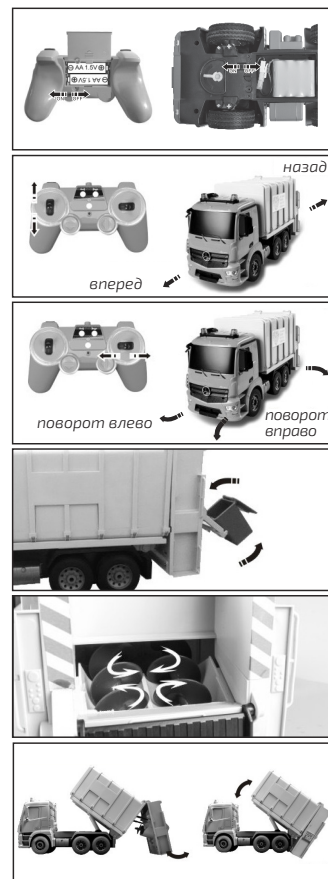 AA 1.5V
AA 1.5V
назад
вперед
поворот влево
поворот
вправо